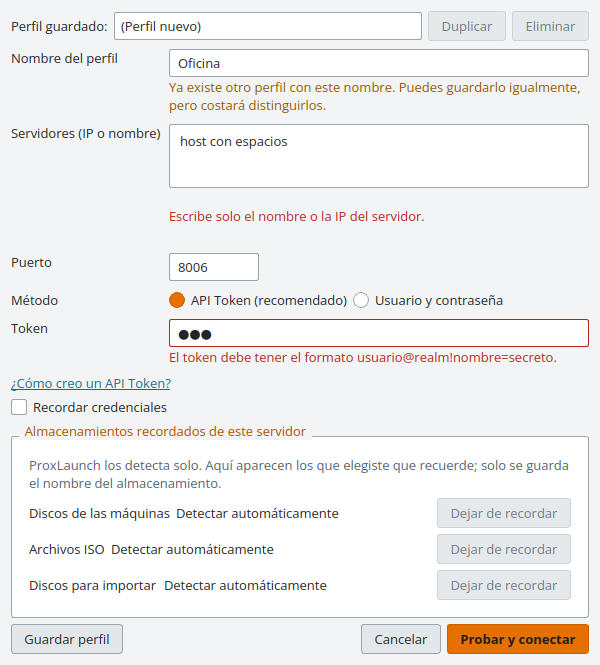 Perfil guardado: (Perfil nuevo) Duplicar Eliminar
Nombre del perfil Oficina
Ya existe otro perfil con este nombre. Puedes guardarlo igualmente,
pero costará distinguirlos.
Servidores (IP o nombre) host con espacios
Escribe solo el nombre o la IP del servidor.
Puerto 8006
Método API Token (recomendado) Usuario y contraseña
Token ●●●
El token debe tener el formato usuario@realm!nombre=secreto.
¿Cómo creo un API Token?
Recordar credenciales
Almacenamientos recordados de este servidor
ProxLaunch los detecta solo. Aquí aparecen los que elegiste que recuerde; solo se guarda
el nombre del almacenamiento.
Discos de las máquinas Detectar automáticamente Dejar de recordar
Archivos ISO Detectar automáticamente Dejar de recordar
Discos para importar Detectar automáticamente Dejar de recordar
Guardar perfil Cancelar Probar y conectar